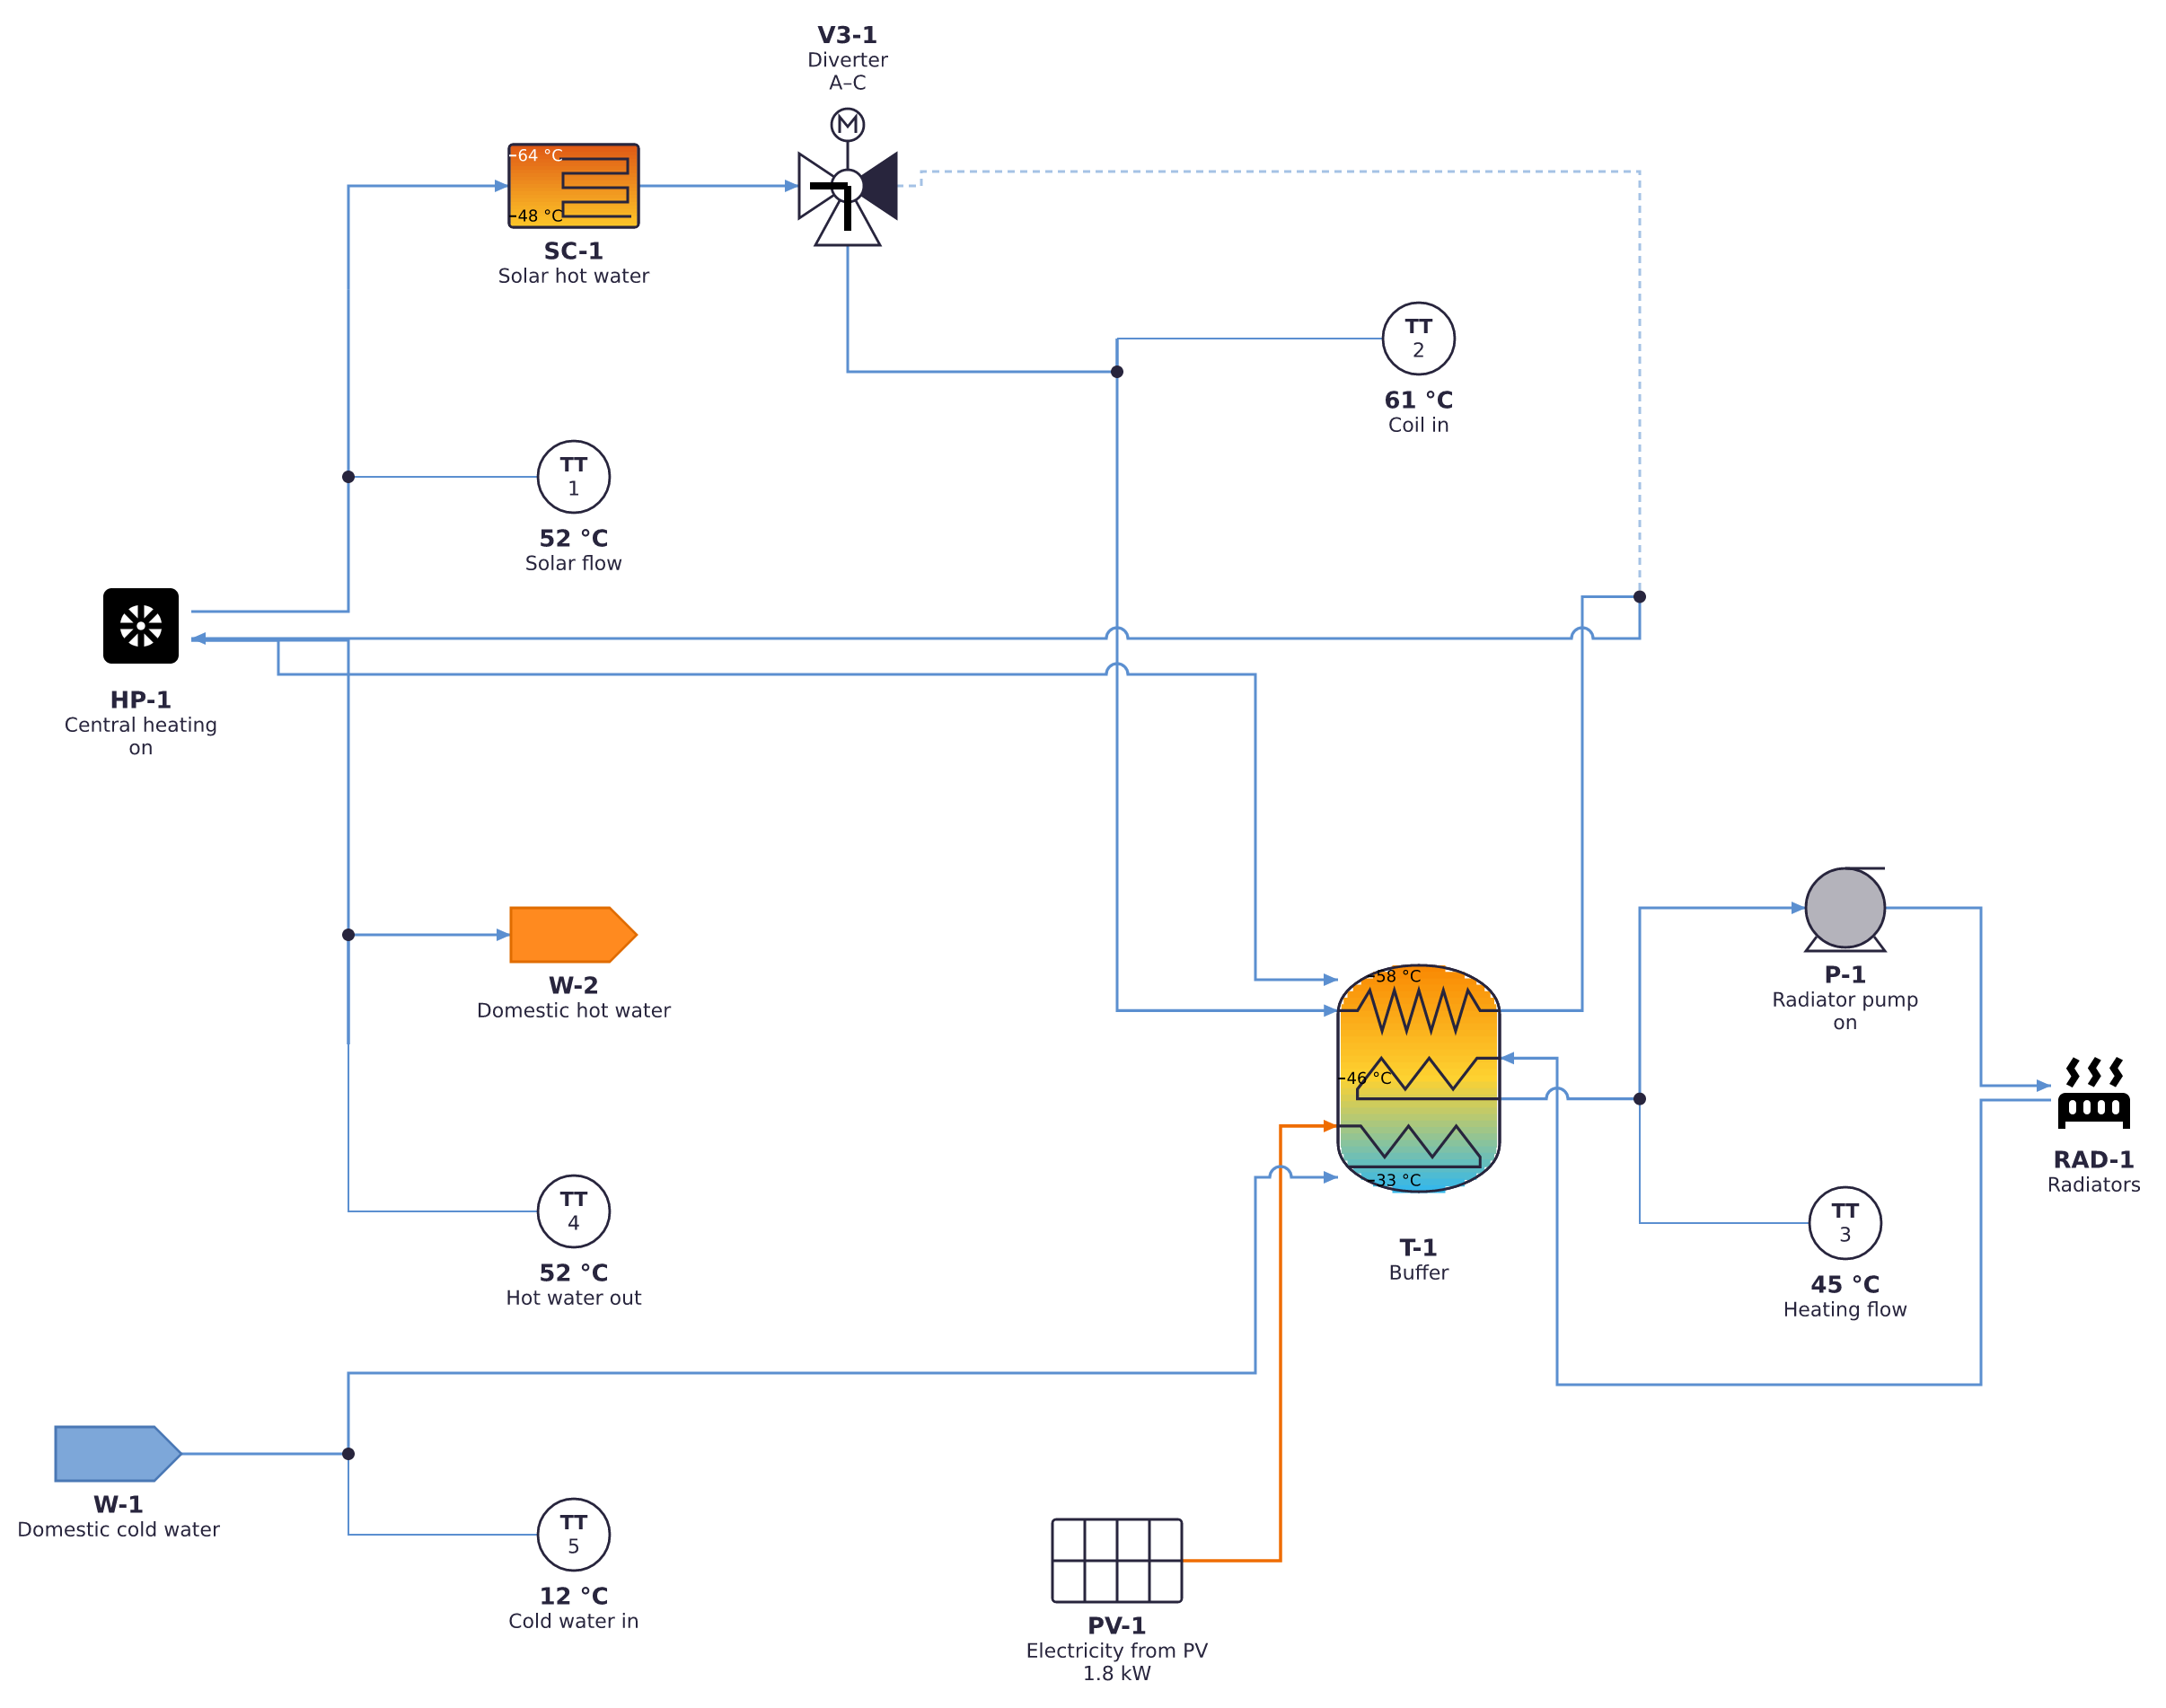 V3-1
Diverter
A–C
M
64 °C
48 °C
SC-1
Solar hot water
TT
2
61 °C
Coil in
TT
1
52 °C
Solar flow
HP-1
Central heating
on
W-2
Domestic hot water
58 °C
46 °C
33 °C
T-1
Buffer
P-1
Radiator pump
on
RAD-1
Radiators
TT
4
52 °C
Hot water out
TT
3
45 °C
Heating flow
W-1
Domestic cold water
TT
5
12 °C
Cold water in
PV-1
Electricity from PV
1.8 kW